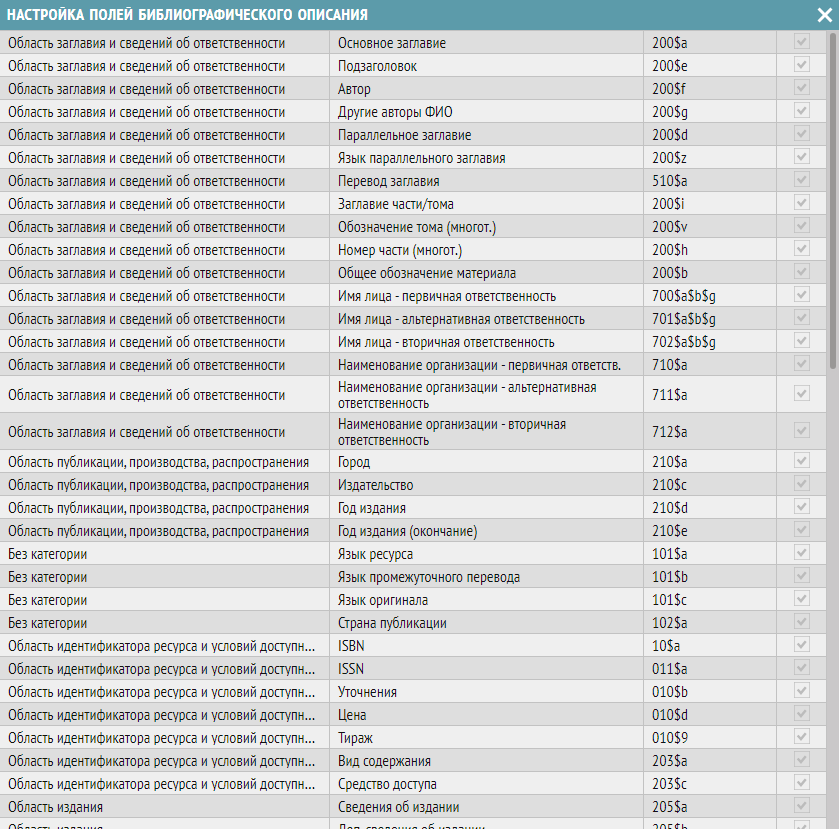 НАСТРОЙКА ПОЛЕЙ БИБЛИОГРАФИЧЕСКОГО ОПИСАНИЯ
Область заглавия и сведений об ответственности Основное заглавие 200$a
Область заглавия и сведений об ответственности Подзаголовок 200$e
Область заглавия и сведений об ответственности Автор 200$f
Область заглавия и сведений об ответственности Другие авторы ФИО 200$g
Область заглавия и сведений об ответственности Параллельное заглавие 200$d
Область заглавия и сведений об ответственности Язык параллельного заглавия 200$z
Область заглавия и сведений об ответственности Перевод заглавия 510$a
Область заглавия и сведений об ответственности Заглавие части/тома 200$i
Область заглавия и сведений об ответственности Обозначение тома (многот.) 200$v
Область заглавия и сведений об ответственности Номер части (многот.) 200$h
Область заглавия и сведений об ответственности Общее обозначение материала 200$b
Область заглавия и сведений об ответственности Имя лица - первичная ответственность 700$a$b$g
Область заглавия и сведений об ответственности Имя лица - альтернативная ответственность 701$a$b$g
Область заглавия и сведений об ответственности Имя лица - вторичная ответственность 702$a$b$g
Область заглавия и сведений об ответственности Наименование организации - первичная ответств. 710$a
Область заглавия и сведений об ответственности Наименование организации - альтернативная
ответственность 711$a
Область заглавия и сведений об ответственности Наименование организации - вторичная
ответственность 712$a
Область публикации, производства, распространения Город 210$a
Область публикации, производства, распространения Издательство 210$c
Область публикации, производства, распространения Год издания 210$d
Область публикации, производства, распространения Год издания (окончание) 210$e
Без категории Язык ресурса 101$a
Без категории Язык промежуточного перевода 101$b
Без категории Язык оригинала 101$c
Без категории Страна публикации 102$a
Область идентификатора ресурса и условий доступн... ISBN 10$a
Область идентификатора ресурса и условий доступн... ISSN 011$a
Область идентификатора ресурса и условий доступн... Уточнения 010$b
Область идентификатора ресурса и условий доступн... Цена 010$d
Область идентификатора ресурса и условий доступн... Тираж 010$9
Область идентификатора ресурса и условий доступн... Вид содержания 203$a
Область идентификатора ресурса и условий доступн... Средство доступа 203$c
Область издания Сведения об издании 205$a
Область издания Доп. сведения об издании 205$b